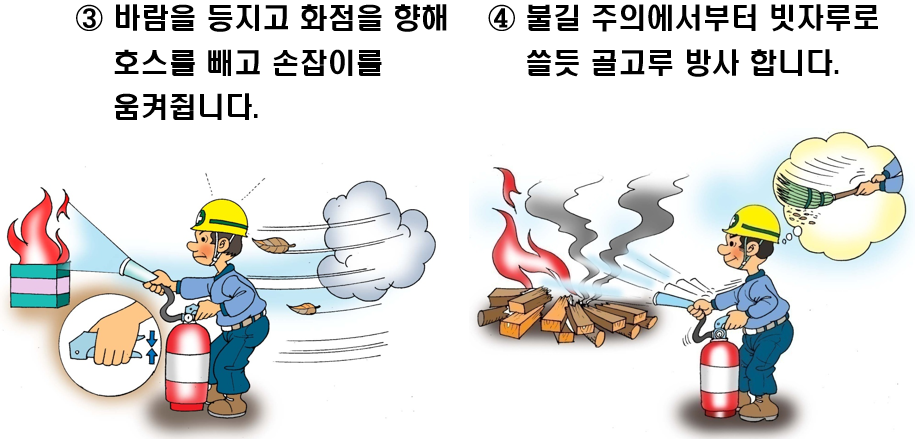 ③ 바람을 등지고 화점을 향해
호스를 빼고 손잡이를
움켜쥡니다.
④ 불길 주의에서부터 빗자루로
쓸듯 골고루 방사 합니다.